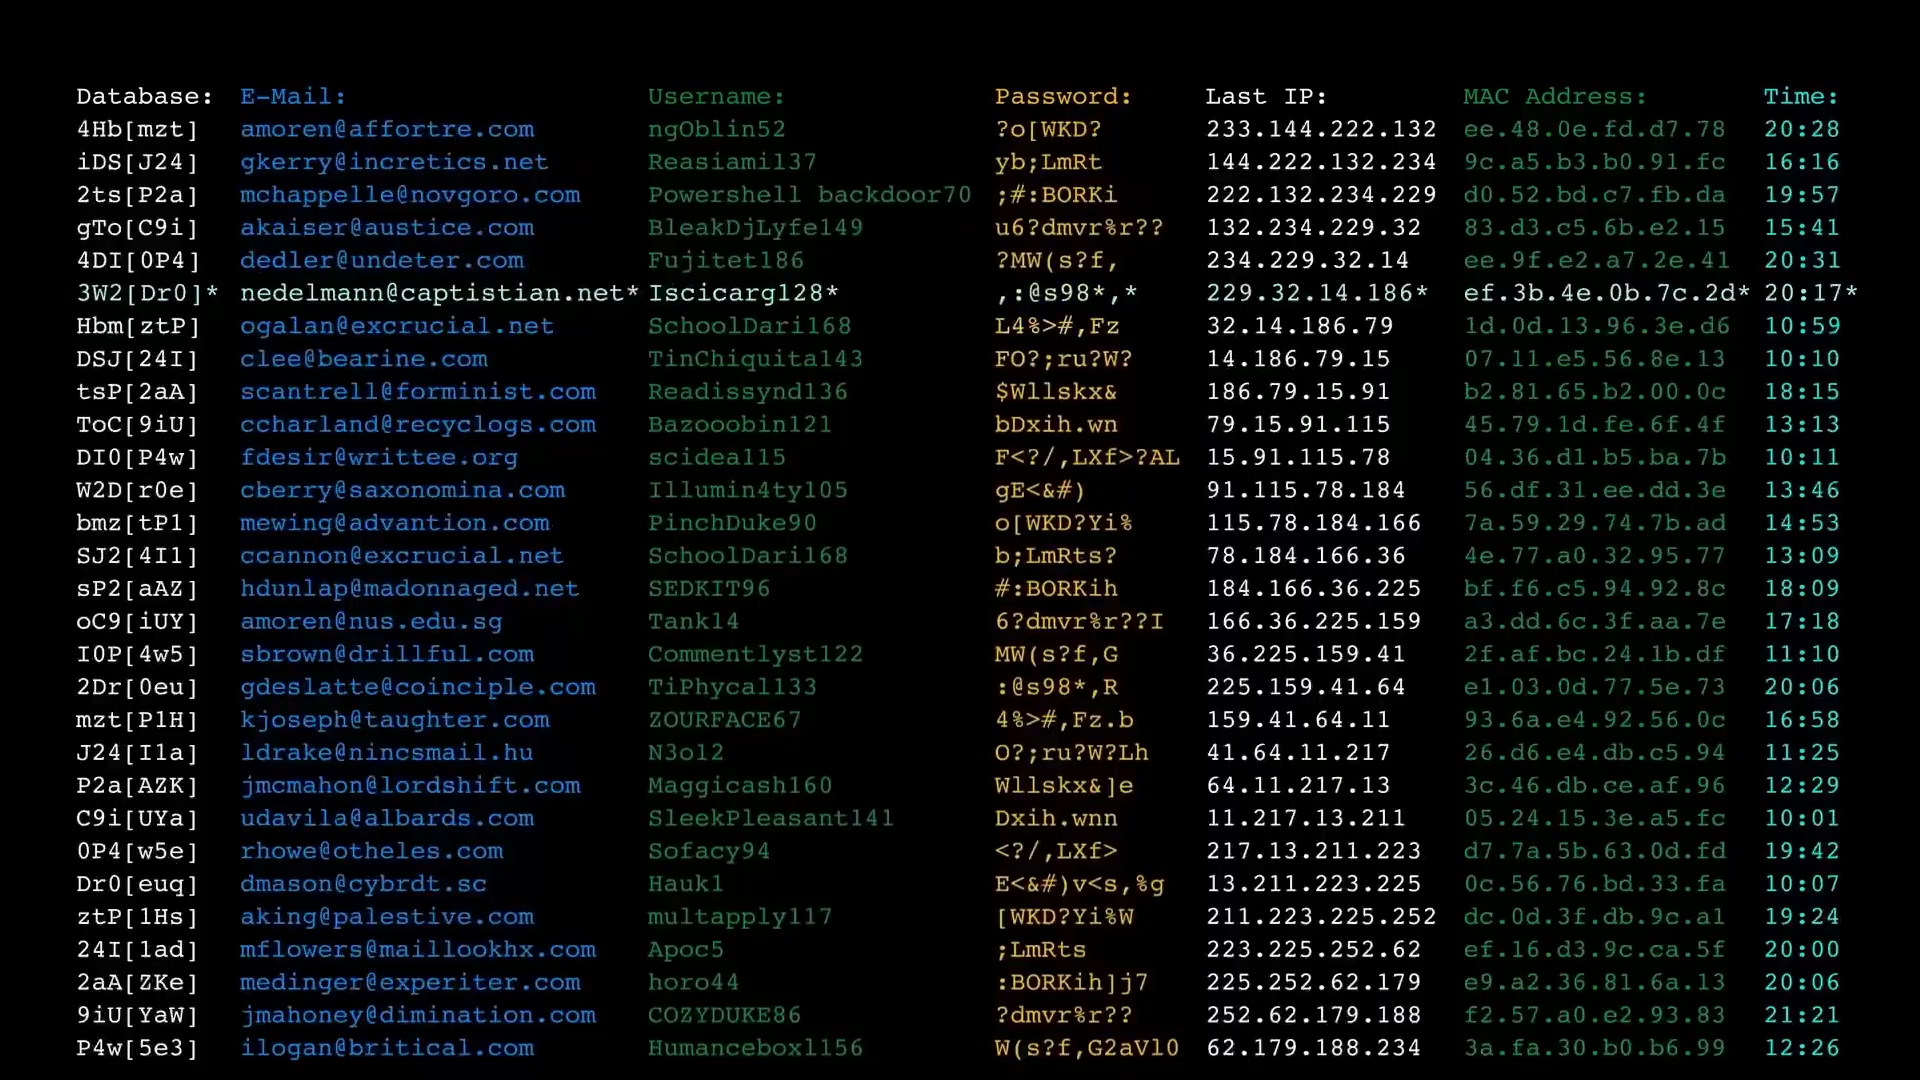 Database: E-Mail: Username: Password: Last IP: MAC Address: Time:
4Hb[mzt] amoren@affortre.com ngOblin52 ?o[WKD? 233.144.222.132 ee.48.0e.fd.d7.78 20:28
iDS[J24] gkerry@incretics.net Reasiami137 yb;LmRt 144.222.132.234 9c.a5.b3.b0.91.fc 16:16
2ts[P2a] mchappelle@novgoro.com Powershell backdoor70 ;#:BORKi 222.132.234.229 d0.52.bd.c7.fb.da 19:57
gTo[C9i] akaiser@austice.com BleakDjLyfe149 u6?dmvr%r?? 132.234.229.32 83.d3.c5.6b.e2.15 15:41
4DI[0P4] dedler@undeter.com Fujitet186 ?MW(s?f, 234.229.32.14 ee.9f.e2.a7.2e.41 20:31
3W2[Dr0]* nedelmann@captistian.net* Iscicarg128* ,:@s98*,* 229.32.14.186* ef.3b.4e.0b.7c.2d* 20:17*
Hbm[ztP] ogalan@excrucial.net SchoolDari168 L4%>#,Fz 32.14.186.79 1d.0d.13.96.3e.d6 10:59
DSJ[24I] clee@bearine.com TinChiquita143 FO?;ru?W? 14.186.79.15 07.11.e5.56.8e.13 10:10
tsP[2aA] scantrell@forminist.com Readissynd136 $Wllskx& 186.79.15.91 b2.81.65.b2.00.0c 18:15
ToC[9iU] ccharland@recyclogs.com Bazooobin121 bDxih.wn 79.15.91.115 45.79.1d.fe.6f.4f 13:13
DI0[P4w] fdesir@writtee.org scidea115 F<?/,LXf>?AL 15.91.115.78 04.36.d1.b5.ba.7b 10:11
W2D[r0e] cberry@saxonomina.com Illumin4ty105 gE<&#) 91.115.78.184 56.df.31.ee.dd.3e 13:46
bmz[tP1] mewing@advantion.com PinchDuke90 o[WKD?Yi% 115.78.184.166 7a.59.29.74.7b.ad 14:53
SJ2[4I1] ccannon@excrucial.net SchoolDari168 b;LmRts? 78.184.166.36 4e.77.a0.32.95.77 13:09
sP2[aAZ] hdunlap@madonnaged.net SEDKIT96 #:BORKih 184.166.36.225 bf.f6.c5.94.92.8c 18:09
oC9[iUY] amoren@nus.edu.sg Tank14 6?dmvr%r??I 166.36.225.159 a3.dd.6c.3f.aa.7e 17:18
I0P[4w5] sbrown@drillful.com Commentlyst122 MW(s?f,G 36.225.159.41 2f.af.bc.24.1b.df 11:10
2Dr[0eu] gdeslatte@coinciple.com TiPhycal133 :@s98*,R 225.159.41.64 e1.03.0d.77.5e.73 20:06
mzt[P1H] kjoseph@taughter.com ZOURFACE67 4%>#,Fz.b 159.41.64.11 93.6a.e4.92.56.0c 16:58
J24[I1a] ldrake@nincsmail.hu N3o12 O?;ru?W?Lh 41.64.11.217 26.d6.e4.db.c5.94 11:25
P2a[AZK] jmcmahon@lordshift.com Maggicash160 Wllskx&]e 64.11.217.13 3c.46.db.ce.af.96 12:29
C9i[UYa] udavila@albards.com SleekPleasant141 Dxih.wnn 11.217.13.211 05.24.15.3e.a5.fc 10:01
0P4[w5e] rhowe@otheles.com Sofacy94 <?/,LXf> 217.13.211.223 d7.7a.5b.63.0d.fd 19:42
Dr0[euq] dmason@cybrdt.sc Hauk1 E<&#)v<s,%g 13.211.223.225 0c.56.76.bd.33.fa 10:07
ztP[1Hs] aking@palestive.com multapply117 [WKD?Yi%W 211.223.225.252 dc.0d.3f.db.9c.a1 19:24
24I[1ad] mflowers@maillookhx.com Apoc5 ;LmRts 223.225.252.62 ef.16.d3.9c.ca.5f 20:00
2aA[ZKe] medinger@experiter.com horo44 :BORKih]j7 225.252.62.179 e9.a2.36.81.6a.13 20:06
9iU[YaW] jmahoney@dimination.com COZYDUKE86 ?dmvr%r?? 252.62.179.188 f2.57.a0.e2.93.83 21:21
P4w[5e3] ilogan@britical.com Humancebox1156 W(s?f,G2aVl0 62.179.188.234 3a.fa.30.b0.b6.99 12:26